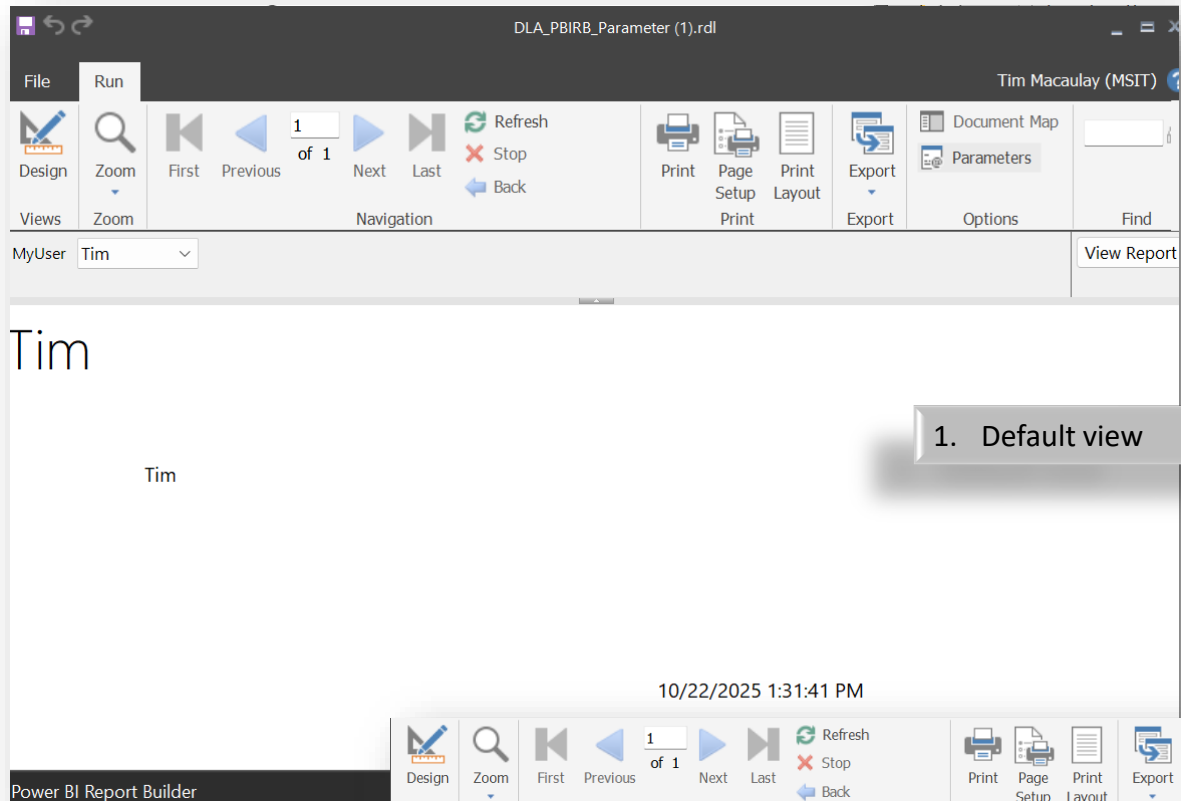 DLA_PBIRB_Parameter (1).rdl
File Run Tim Macaulay (MSIT) ?
Design Zoom First Previous 1 of 1 Next Last
Refresh
Stop
Back
Print Page Setup Print Layout Export
Document Map
Parameters
Views Zoom Navigation Print Export Options Find
MyUser Tim View Report
Tim
1. Default view
Tim
10/22/2025 1:31:41 PM
Design Zoom First Previous 1 of 1 Next Last
Refresh
Stop
Back
Print Page Setup Print Layout Export
Power BI Report Builder